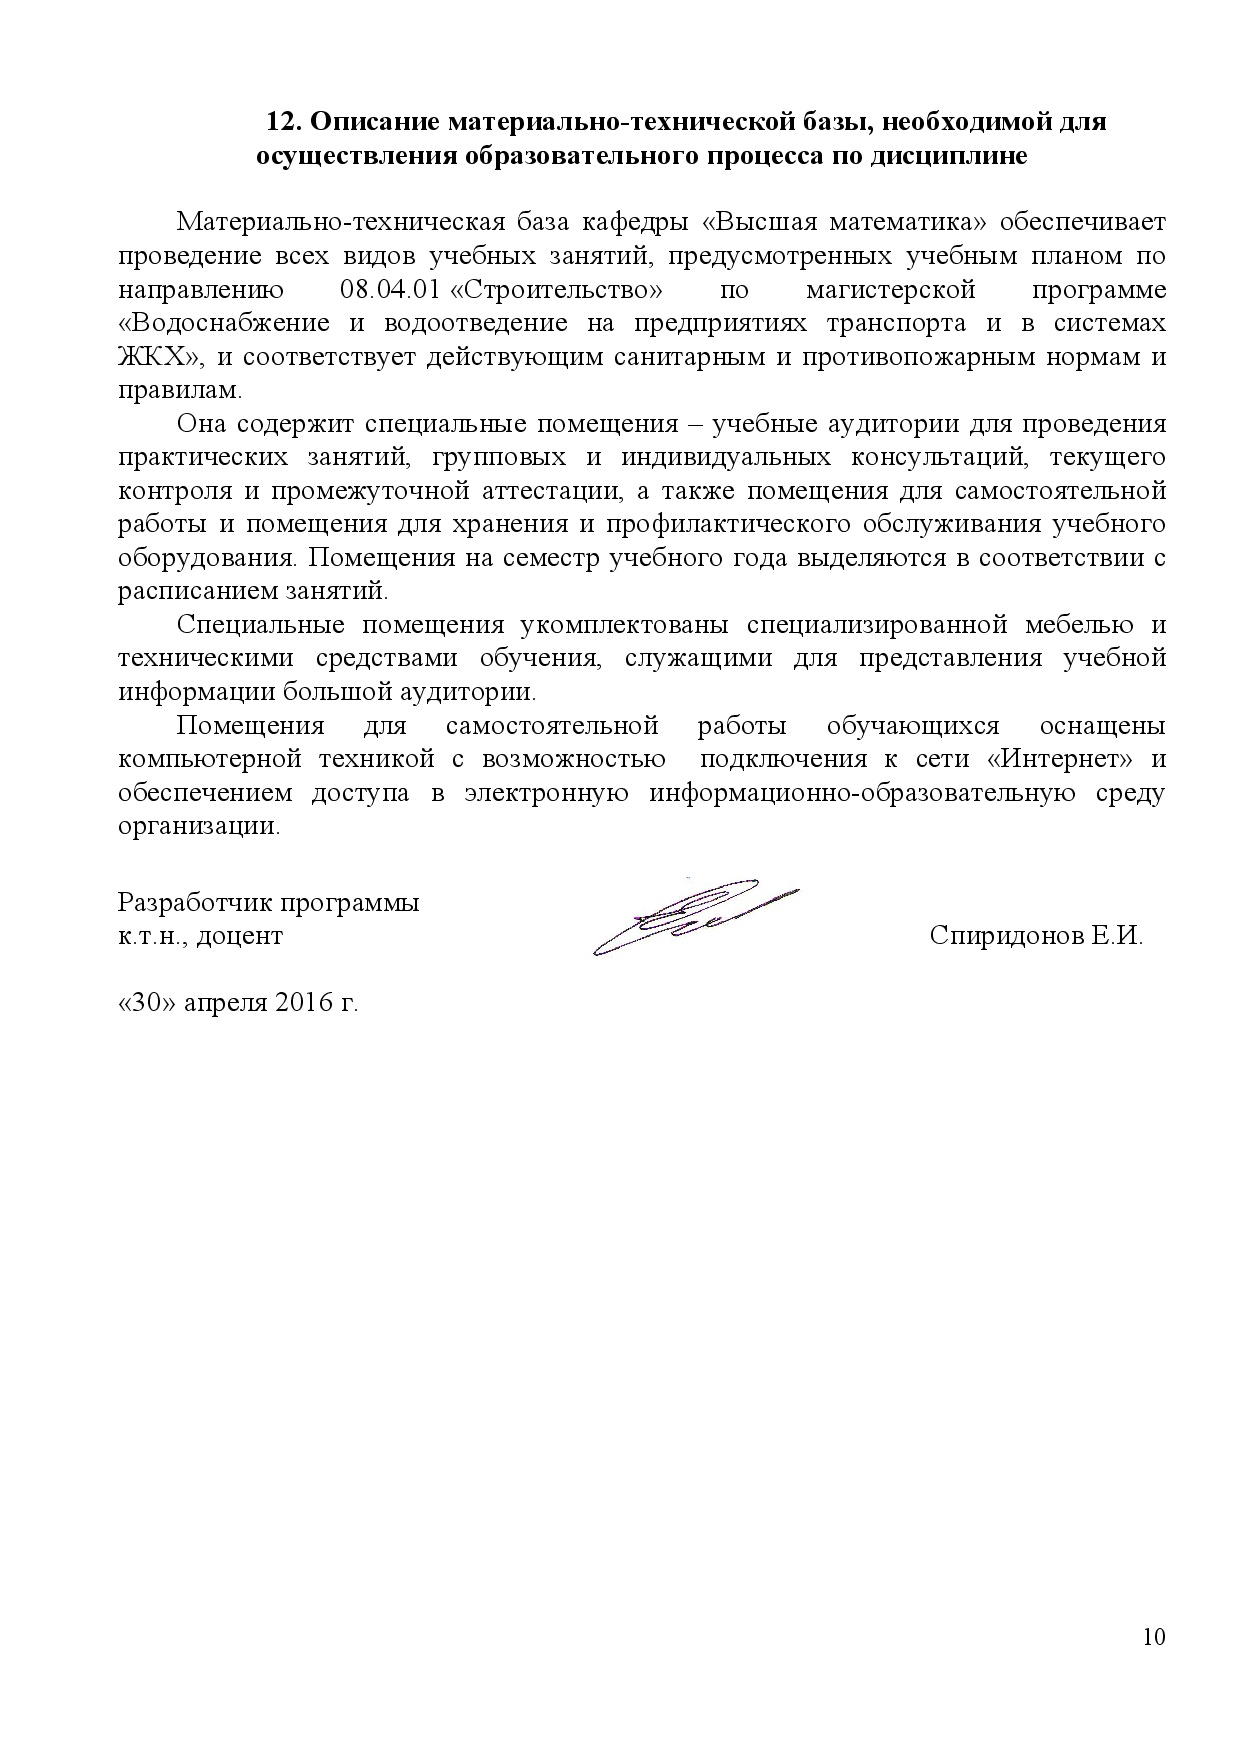 12. Описание материально-технической базы, необходимой для
осуществления образовательного процесса по дисциплине
Материально-техническая база кафедры «Высшая математика» обеспечивает
проведение всех видов учебных занятий, предусмотренных учебным планом по
направлению 08.04.01 «Строительство» по магистерской программе
«Водоснабжение и водоотведение на предприятиях транспорта и в системах
ЖКХ», и соответствует действующим санитарным и противопожарным нормам и
правилам.
Она содержит специальные помещения – учебные аудитории для проведения
практических занятий, групповых и индивидуальных консультаций, текущего
контроля и промежуточной аттестации, а также помещения для самостоятельной
работы и помещения для хранения и профилактического обслуживания учебного
оборудования. Помещения на семестр учебного года выделяются в соответствии с
расписанием занятий.
Специальные помещения укомплектованы специализированной мебелью и
техническими средствами обучения, служащими для представления учебной
информации большой аудитории.
Помещения для самостоятельной работы обучающихся оснащены
компьютерной техникой с возможностью подключения к сети «Интернет» и
обеспечением доступа в электронную информационно-образовательную среду
организации.
Разработчик программы
к.т.н., доцент Спиридонов Е.И.
«30» апреля 2016 г.
10